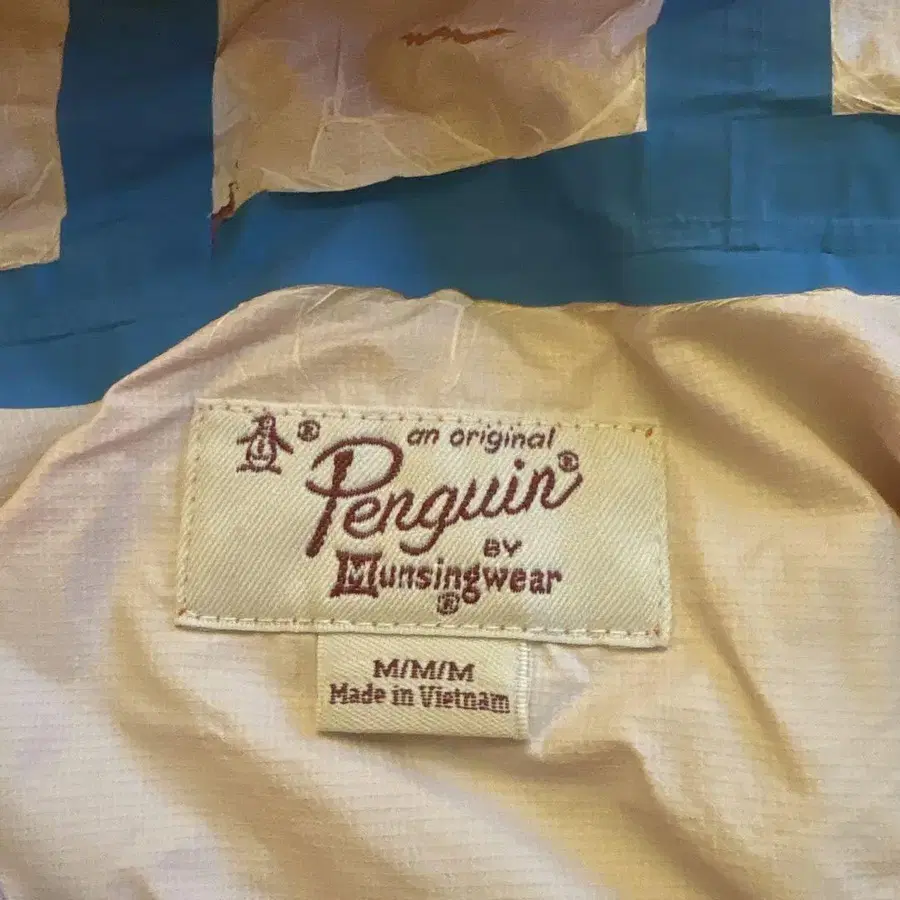 ® an original
Penguin®
BY
Munsingwear
®
M/M/M
Made in Vietnam